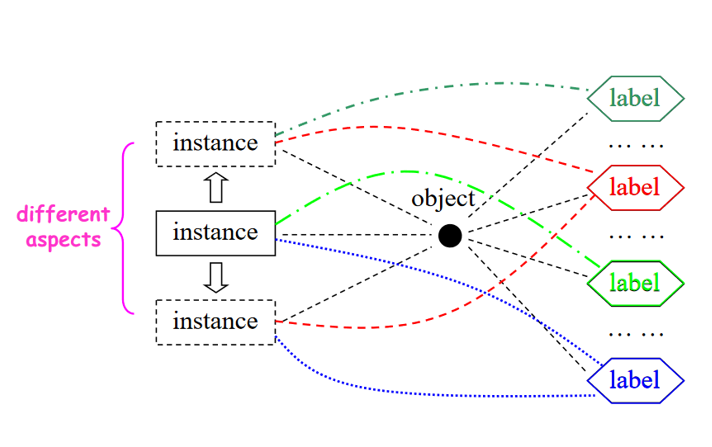 label
instance
... ...
label
object
different
aspects
instance
... ...
label
instance
... ...
label